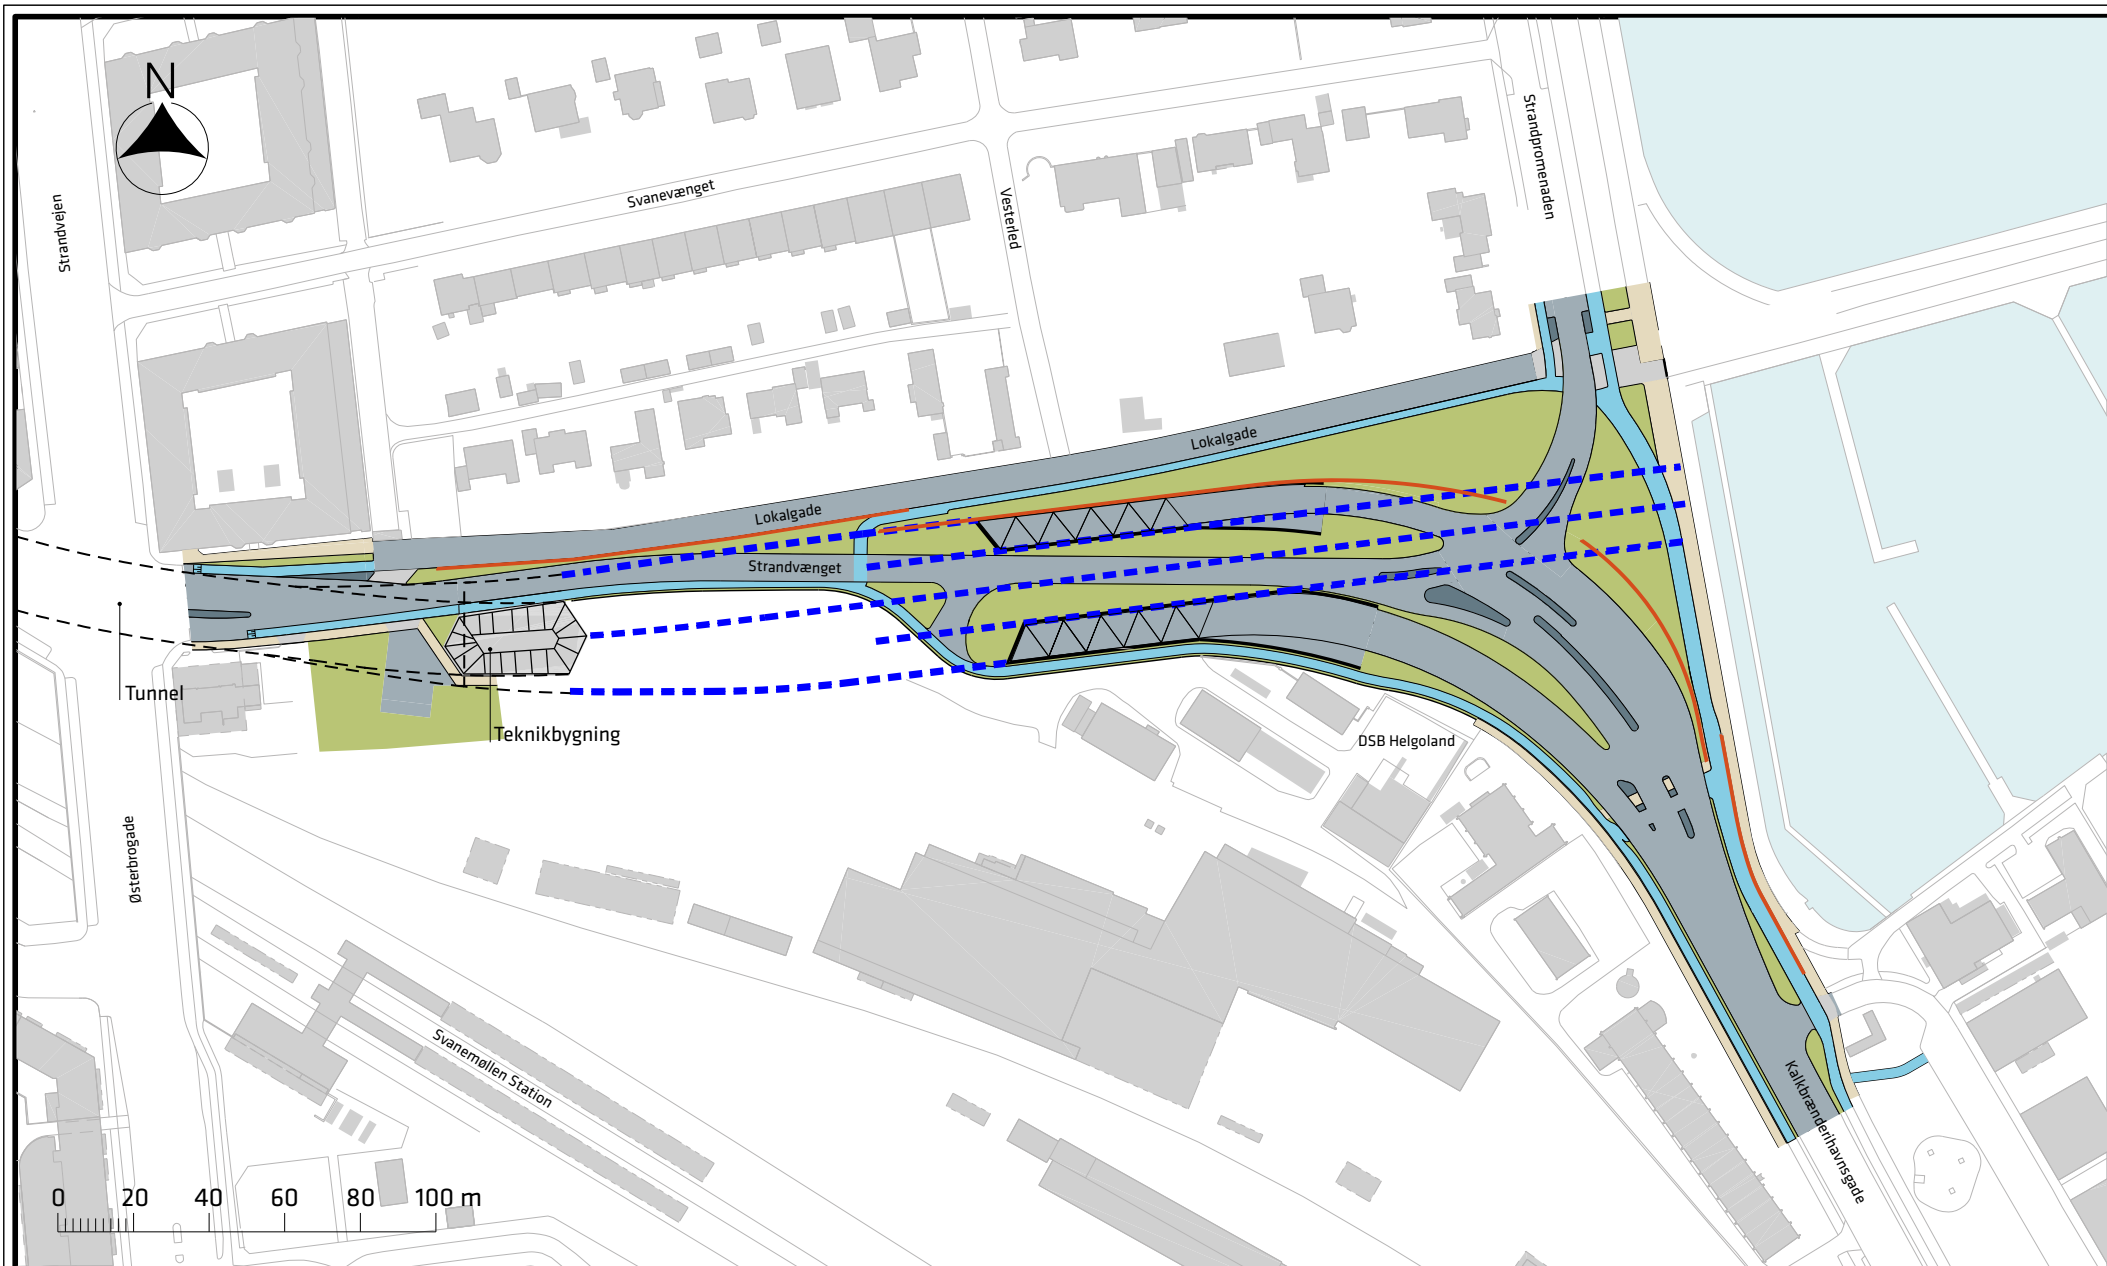 N
Strandvejen
Svanevænget
Vesterled
Strandpromenaden
Lokalgade
Lokalgade
Strandvænget
Tunnel
Teknikbygning
DSB Helgoland
Østerbrogade
Svanemøllen Station
Kalkbrænderihavnsgade
0 20 40 60 80 100 m